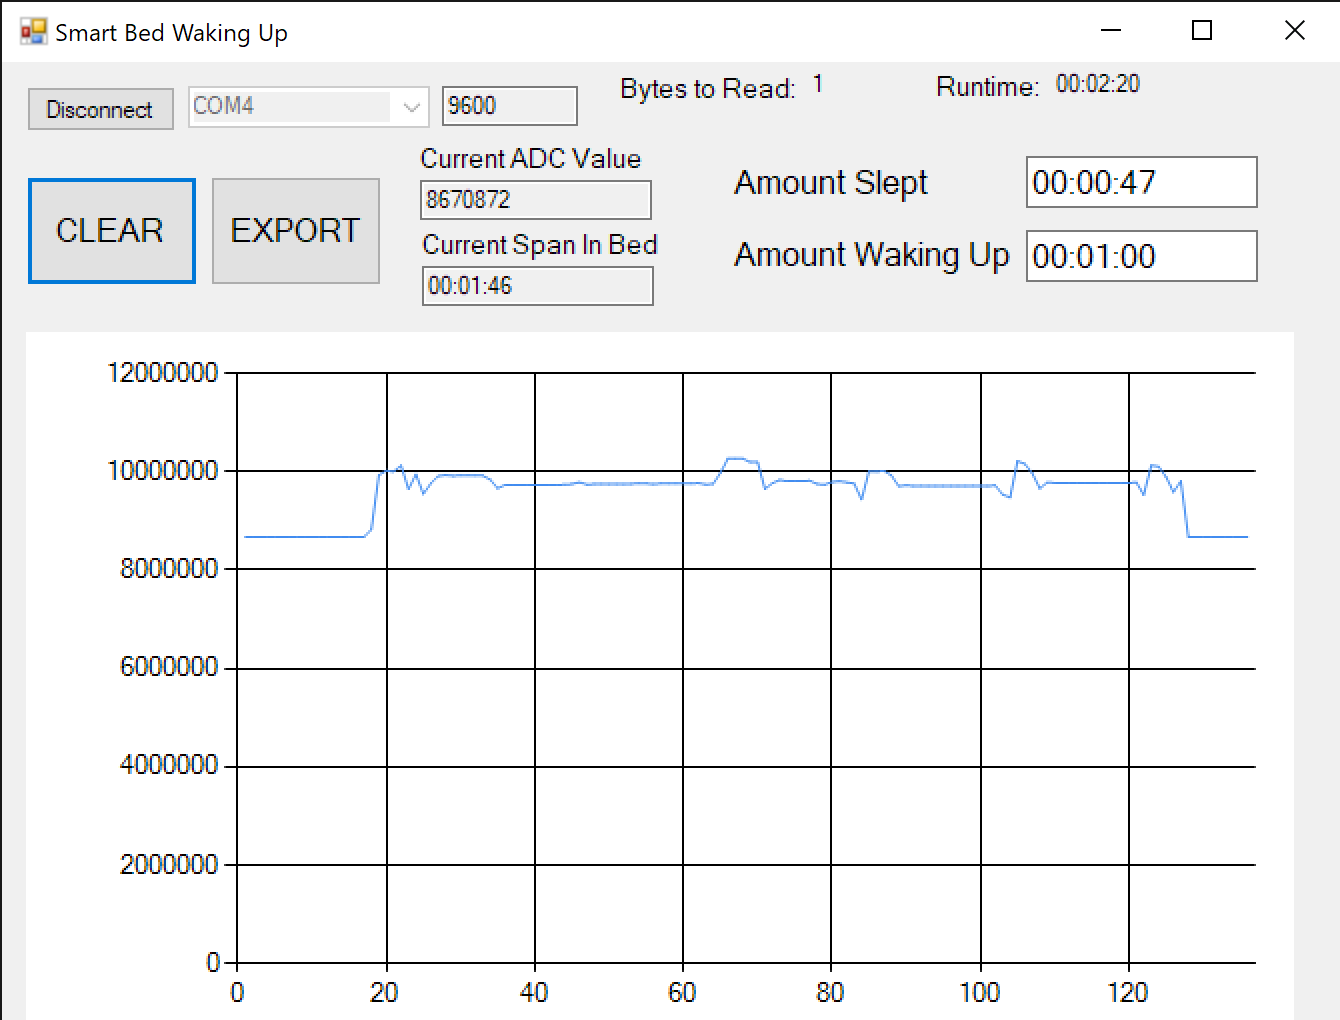 Smart Bed Waking Up
Disconnect COM4 9600 Bytes to Read: 1 Runtime: 00:02:20
CLEAR EXPORT
Current ADC Value
8670872
Current Span In Bed
00:01:46
Amount Slept 00:00:47
Amount Waking Up 00:01:00
12000000
10000000
8000000
6000000
4000000
2000000
0
0 20 40 60 80 100 120